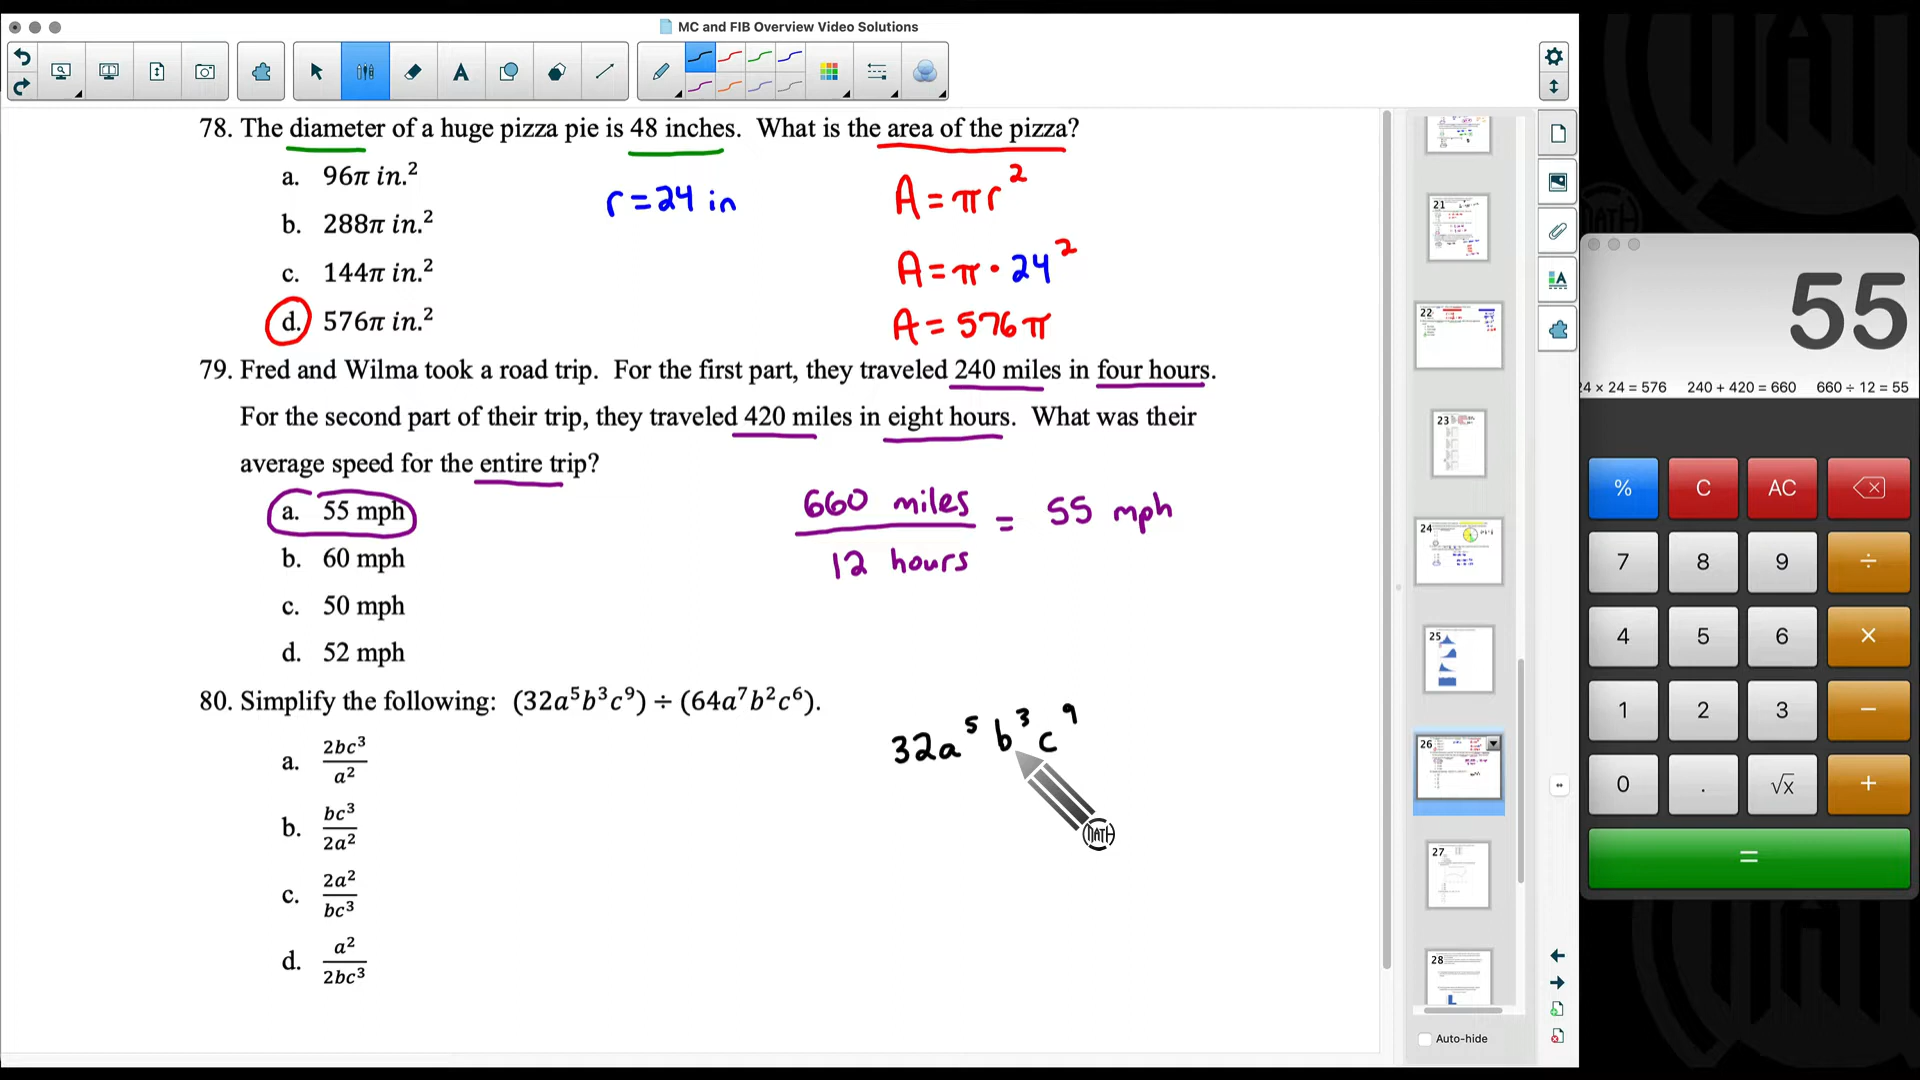 MC and FIB Overview Video Solutions
78. The diameter of a huge pizza pie is 48 inches. What is the area of the pizza?
a. 96π in.²
b. 288π in.²
c. 144π in.²
d. 576π in.²
r = 24 in
A = πr²
A = π · 24²
A = 576π
79. Fred and Wilma took a road trip. For the first part, they traveled 240 miles in four hours.
For the second part of their trip, they traveled 420 miles in eight hours. What was their
average speed for the entire trip?
a. 55 mph
b. 60 mph
c. 50 mph
d. 52 mph
660 miles
12 hours
= 55 mph
80. Simplify the following: (32a⁵b³c⁹) ÷ (64a⁷b²c⁶).
a. 2bc³/a²
b. bc³/2a²
c. 2a²/bc³
d. a²/2bc³
32a⁵ b³ c⁹
MATH
21
22
23
24
25
26
27
28
Auto-hide
55
4 × 24 = 576 240 + 420 = 660 660 ÷ 12 = 55
% C AC
7 8 9 ÷
4 5 6 ×
1 2 3 −
0 . √x +
=